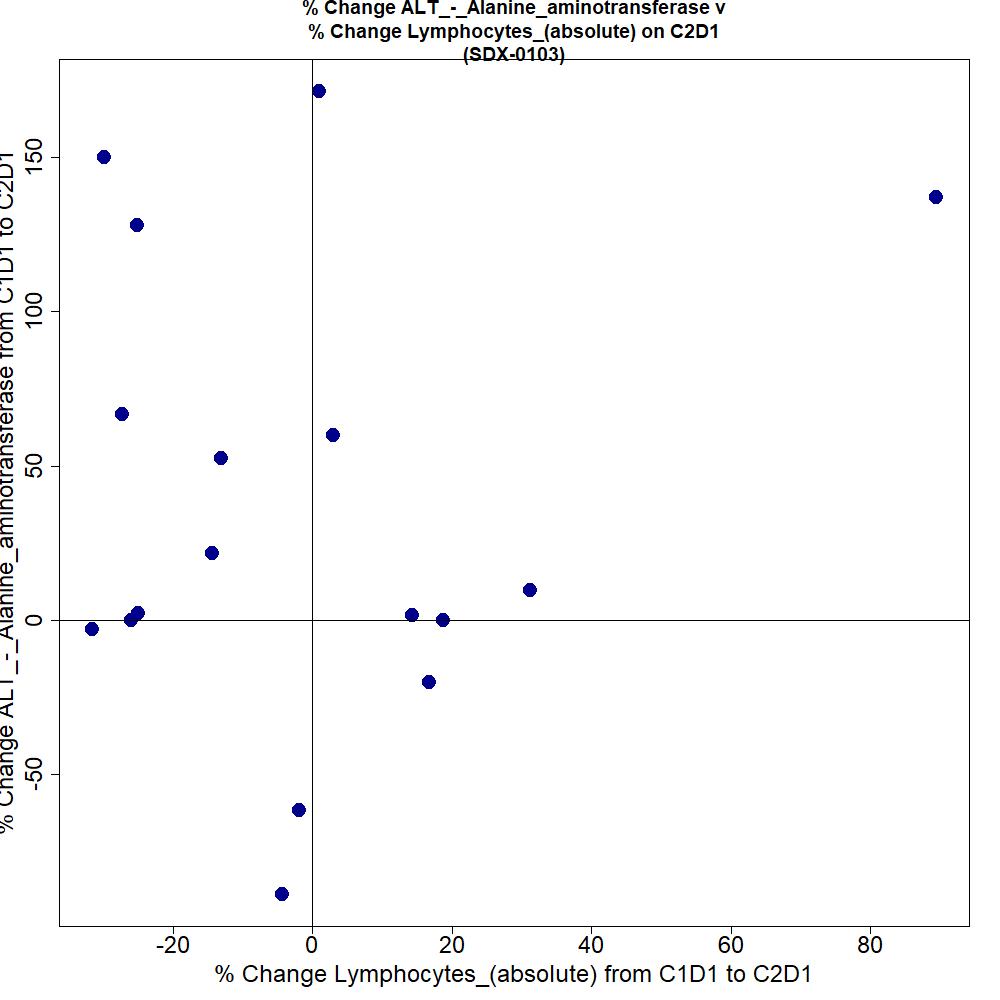 % Change ALT_-_Alanine_aminotransferase v
% Change Lymphocytes_(absolute) on C2D1
(SDX-0103)
% Change ALT_-_Alanine_aminotransferase from C1D1 to C2D1
150
100
50
0
-50
-20 0 20 40 60 80
% Change Lymphocytes_(absolute) from C1D1 to C2D1